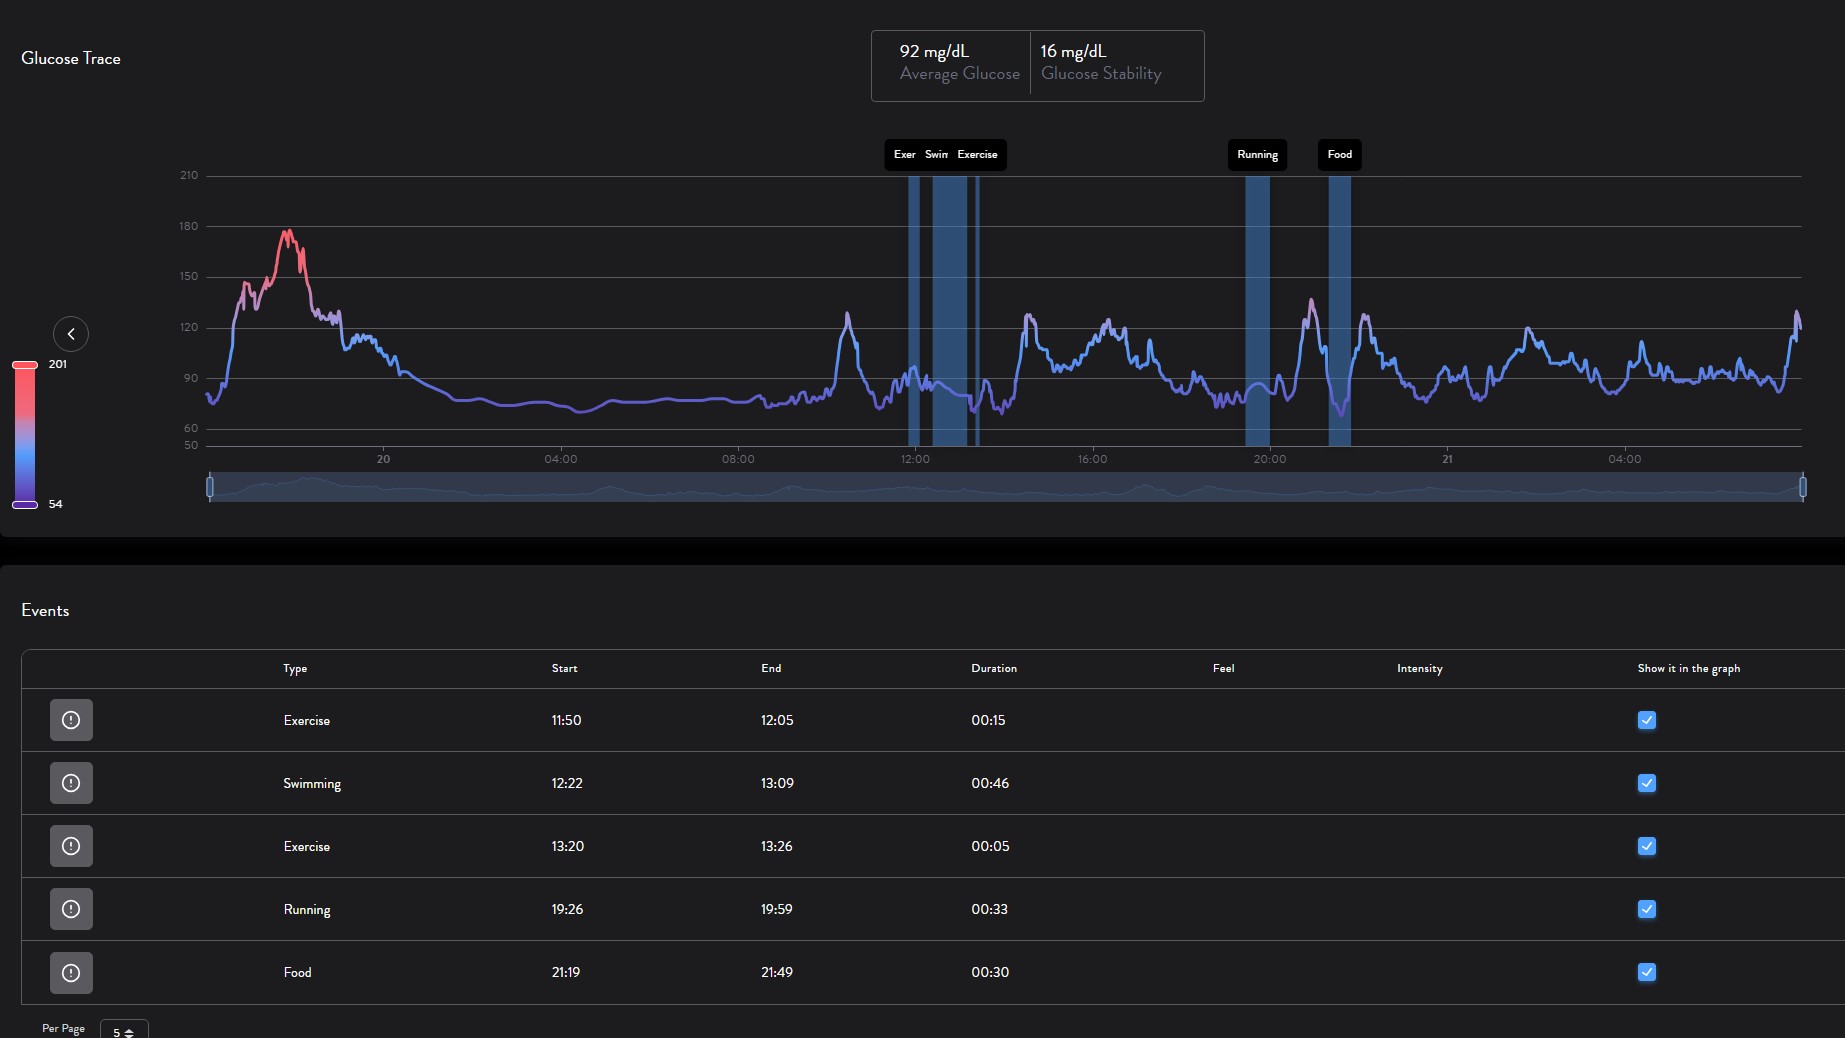 Glucose Trace
92 mg/dL 16 mg/dL
Average Glucose Glucose Stability
Exer Swin Exercise Running Food
210
180
150
120
90
60
50
201
54
20 04:00 08:00 12:00 16:00 20:00 21 04:00
Events
Type Start End Duration Feel Intensity Show it in the graph
Exercise 11:50 12:05 00:15
Swimming 12:22 13:09 00:46
Exercise 13:20 13:26 00:05
Running 19:26 19:59 00:33
Food 21:19 21:49 00:30
Per Page 5